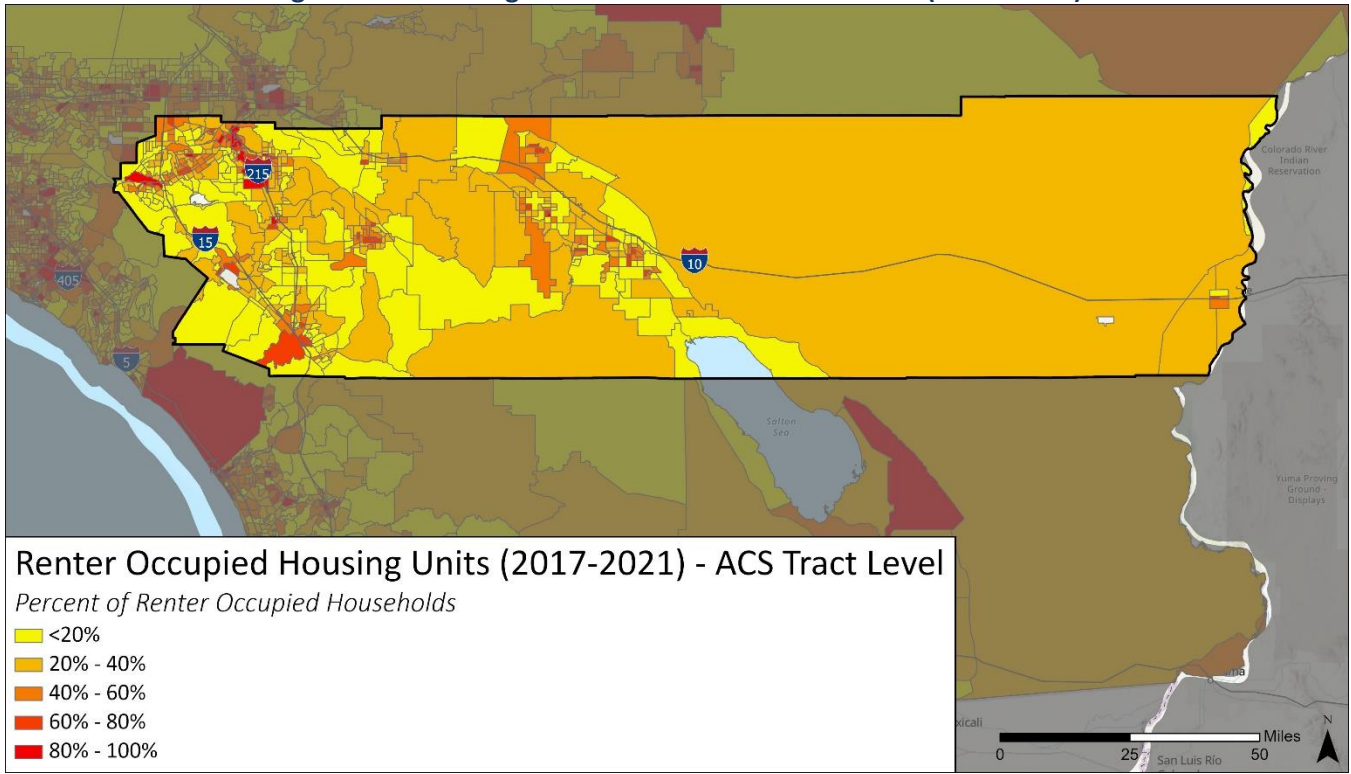 Colorado River
Indian
Reservation
215
15
10
405
5
Salton
Sea
Yuma Proving
Ground -
Displays
Renter Occupied Housing Units (2017-2021) - ACS Tract Level
Percent of Renter Occupied Households
<20%
20% - 40%
40% - 60%
60% - 80%
80% - 100%
ma
xicali
N
Miles
0 25 50
San Luis Río